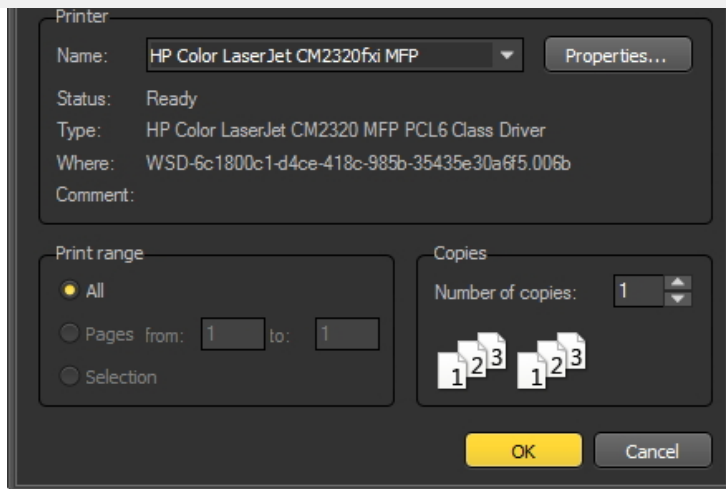 Printer
Name: HP Color LaserJet CM2320fxi MFP Properties...
Status: Ready
Type: HP Color LaserJet CM2320 MFP PCL6 Class Driver
Where: WSD-6c1800c1-d4ce-418c-985b-35435e30a6f5.006b
Comment:
Print range
All
Pages from: 1 to: 1
Selection
Copies
Number of copies: 1
1 2 3 1 2 3
OK Cancel